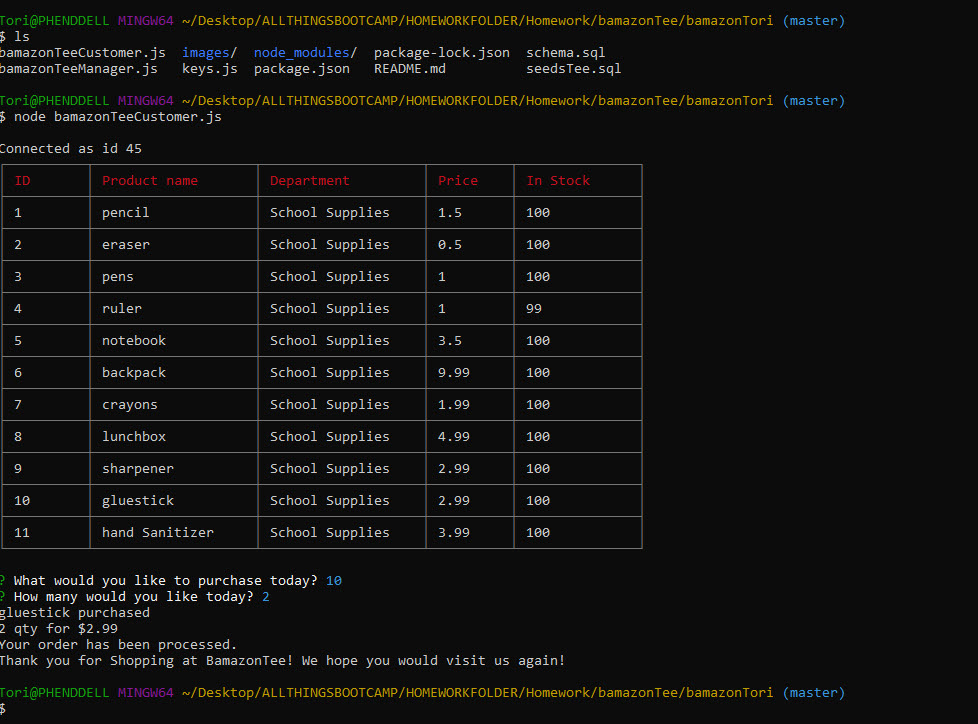 Tori@PHENDDELL MINGW64 ~/Desktop/ALLTHINGSBOOTCAMP/HOMEWORKFOLDER/Homework/bamazonTee/bamazonTori (master)
$ ls
bamazonTeeCustomer.js images/ node_modules/ package-lock.json schema.sql
bamazonTeeManager.js keys.js package.json README.md seedsTee.sql
Tori@PHENDDELL MINGW64 ~/Desktop/ALLTHINGSBOOTCAMP/HOMEWORKFOLDER/Homework/bamazonTee/bamazonTori (master)
$ node bamazonTeeCustomer.js
Connected as id 45
ID Product name Department Price In Stock
1 pencil School Supplies 1.5 100
2 eraser School Supplies 0.5 100
3 pens School Supplies 1 100
4 ruler School Supplies 1 99
5 notebook School Supplies 3.5 100
6 backpack School Supplies 9.99 100
7 crayons School Supplies 1.99 100
8 lunchbox School Supplies 4.99 100
9 sharpener School Supplies 2.99 100
10 gluestick School Supplies 2.99 100
11 hand Sanitizer School Supplies 3.99 100
? What would you like to purchase today? 10
? How many would you like today? 2
gluestick purchased
2 qty for $2.99
Your order has been processed.
Thank you for Shopping at BamazonTee! We hope you would visit us again!
Tori@PHENDDELL MINGW64 ~/Desktop/ALLTHINGSBOOTCAMP/HOMEWORKFOLDER/Homework/bamazonTee/bamazonTori (master)
$